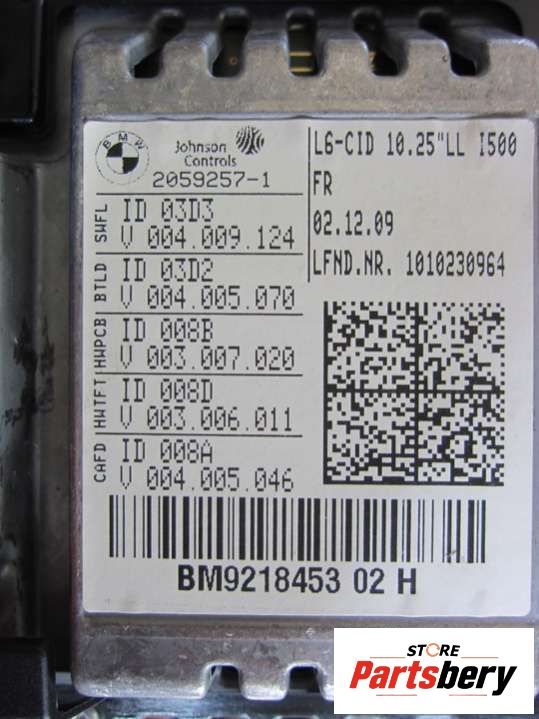 BMW
Johnson
Controls
2059257-1
L6-CID 10.25"LL I500
FR
02.12.09
LFND.NR. 1010230964
SWFL ID 03D3
V 004.009.124
BTLD ID 03D2
V 004.005.070
HWPCB ID 008B
V 003.007.020
HWTFT ID 008D
V 003.006.011
CAFD ID 008A
V 004.005.046
BM9218453 02 H
STORE
Partsbery